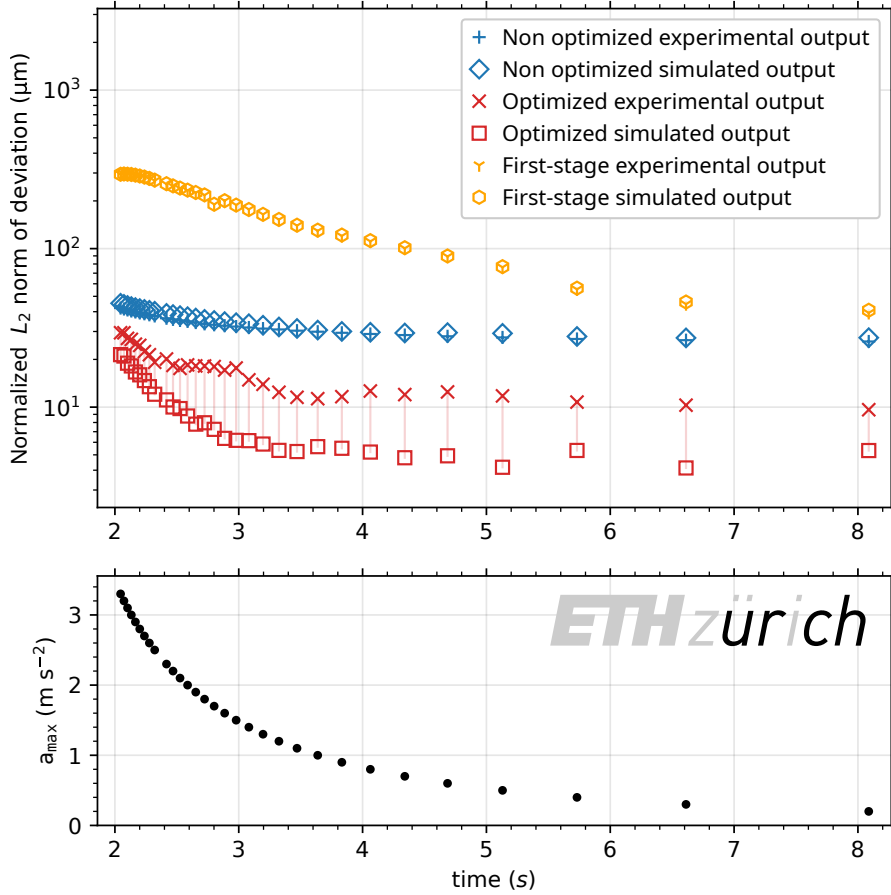 10³
10²
10¹
Normalized L₂ norm of deviation (μm)
Non optimized experimental output
Non optimized simulated output
Optimized experimental output
Optimized simulated output
First-stage experimental output
First-stage simulated output
2 3 4 5 6 7 8
3
2
1
0
a_max (m s⁻²)
ETH zürich
2 3 4 5 6 7 8
time (s)